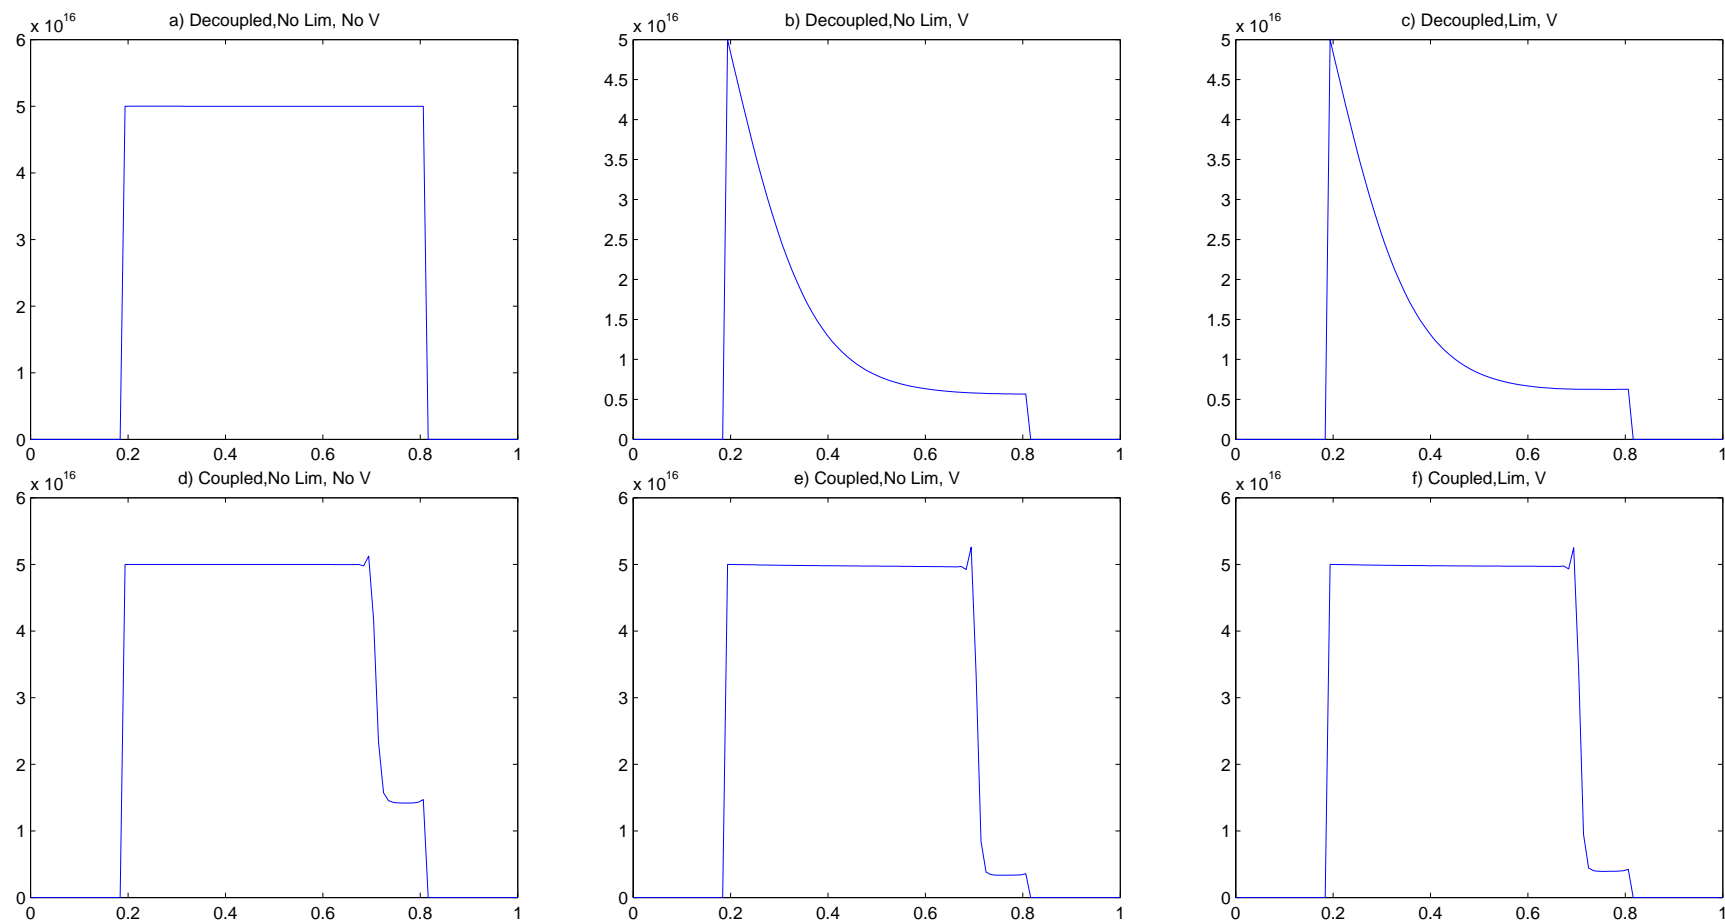 a) Decoupled,No Lim, No V
x 10^16
6
5
4
3
2
1
0
0 0.2 0.4 0.6 0.8 1
b) Decoupled,No Lim, V
x 10^16
5
4.5
4
3.5
3
2.5
2
1.5
1
0.5
0
0 0.2 0.4 0.6 0.8 1
c) Decoupled,Lim, V
x 10^16
5
4.5
4
3.5
3
2.5
2
1.5
1
0.5
0
0 0.2 0.4 0.6 0.8 1
d) Coupled,No Lim, No V
x 10^16
6
5
4
3
2
1
0
0 0.2 0.4 0.6 0.8 1
e) Coupled,No Lim, V
x 10^16
6
5
4
3
2
1
0
0 0.2 0.4 0.6 0.8 1
f) Coupled,Lim, V
x 10^16
6
5
4
3
2
1
0
0 0.2 0.4 0.6 0.8 1